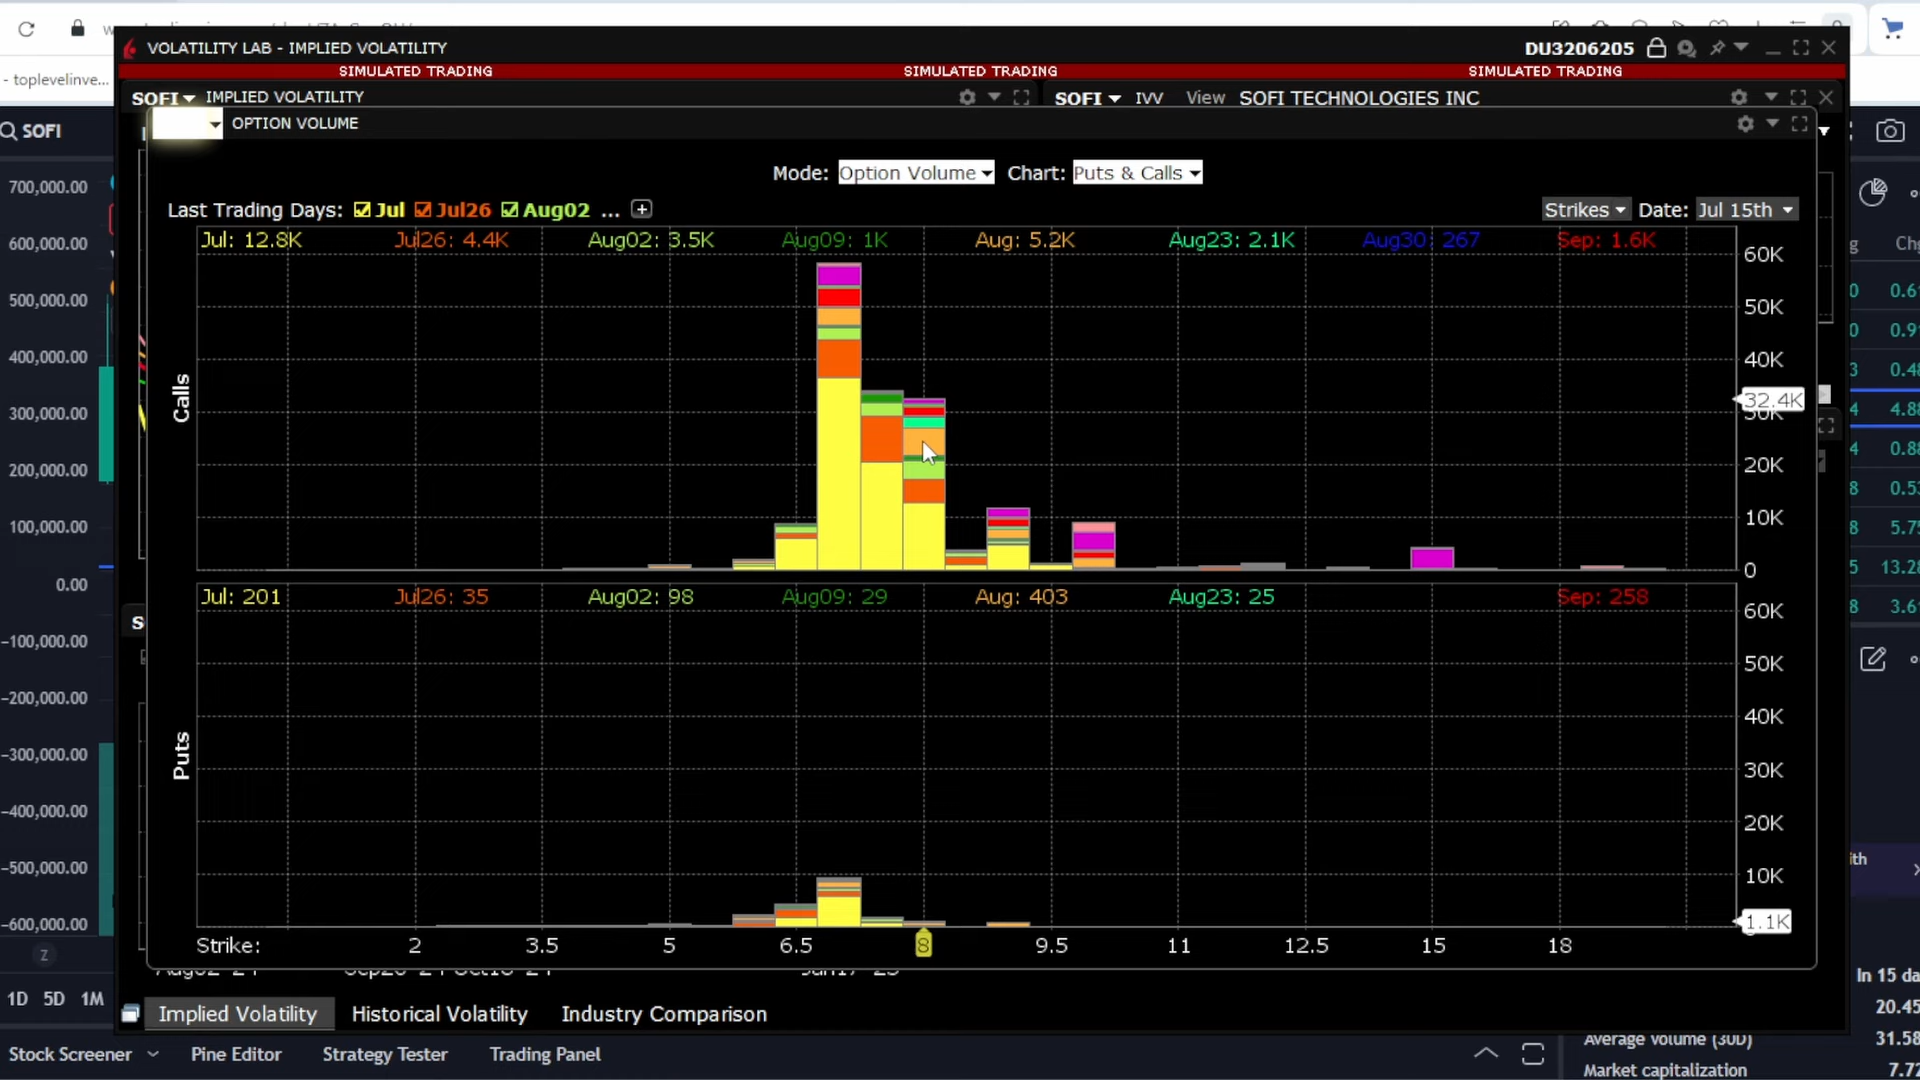 - toplevelinve...
VOLATILITY LAB - IMPLIED VOLATILITY
DU3206205
SIMULATED TRADING
SIMULATED TRADING
SIMULATED TRADING
SOFI IMPLIED VOLATILITY
SOFI IVV View SOFI TECHNOLOGIES INC
OPTION VOLUME
SOFI
Mode: Option Volume Chart: Puts & Calls
Last Trading Days: Jul Jul26 Aug02 ... +
Strikes Date: Jul 15th
Jul: 12.8K Jul26: 4.4K Aug02: 3.5K Aug09: 1K Aug: 5.2K Aug23: 2.1K Aug30: 267 Sep: 1.6K
60K
50K
40K
32.4K
20K
10K
0
Calls
Jul: 201 Jul26: 35 Aug02: 98 Aug09: 29 Aug: 403 Aug23: 25 Sep: 258
60K
50K
40K
30K
20K
10K
1.1K
Puts
Strike: 2 3.5 5 6.5 8 9.5 11 12.5 15 18
Implied Volatility Historical Volatility Industry Comparison
700,000.00
600,000.00
500,000.00
400,000.00
300,000.00
200,000.00
100,000.00
0.00
-100,000.00
-200,000.00
-300,000.00
-400,000.00
-500,000.00
-600,000.00
Z
1D 5D 1M
Stock Screener Pine Editor Strategy Tester Trading Panel
In 15 da
20.45
Average Volume (30D) 31.58
Market capitalization 7.72